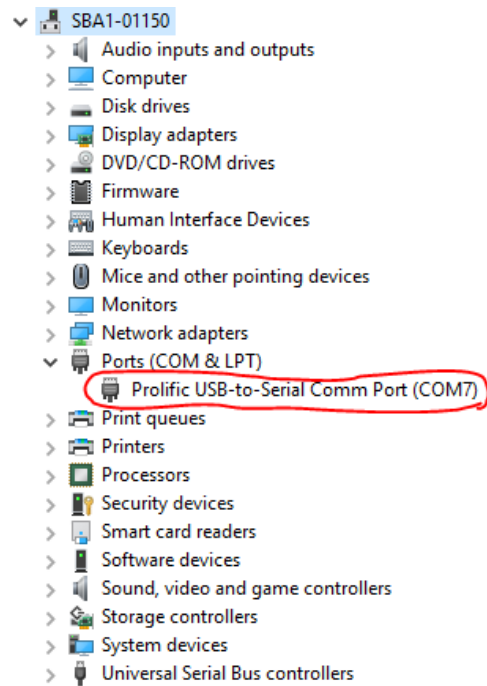 SBA1-01150
Audio inputs and outputs
Computer
Disk drives
Display adapters
DVD/CD-ROM drives
Firmware
Human Interface Devices
Keyboards
Mice and other pointing devices
Monitors
Network adapters
Ports (COM & LPT)
Prolific USB-to-Serial Comm Port (COM7)
Print queues
Printers
Processors
Security devices
Smart card readers
Software devices
Sound, video and game controllers
Storage controllers
System devices
Universal Serial Bus controllers